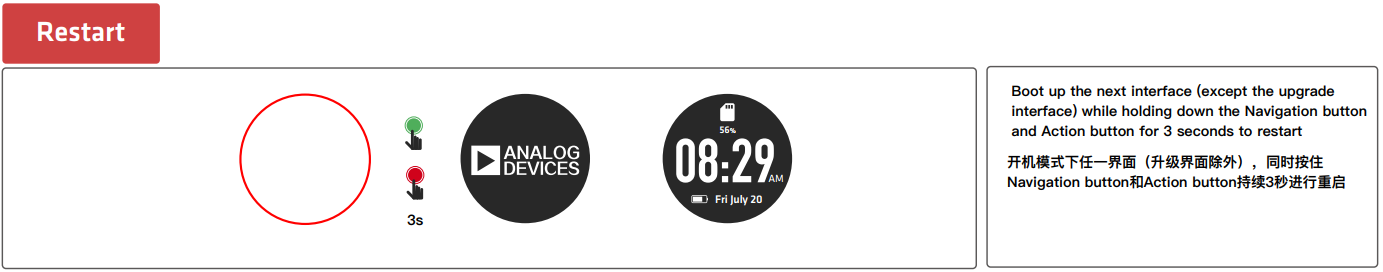 Restart
3s
ANALOG
DEVICES
56%
08:29 AM
Fri July 20
Boot up the next interface (except the upgrade
interface) while holding down the Navigation button
and Action button for 3 seconds to restart
开机模式下任一界面（升级界面除外），同时按住
Navigation button和Action button持续3秒进行重启